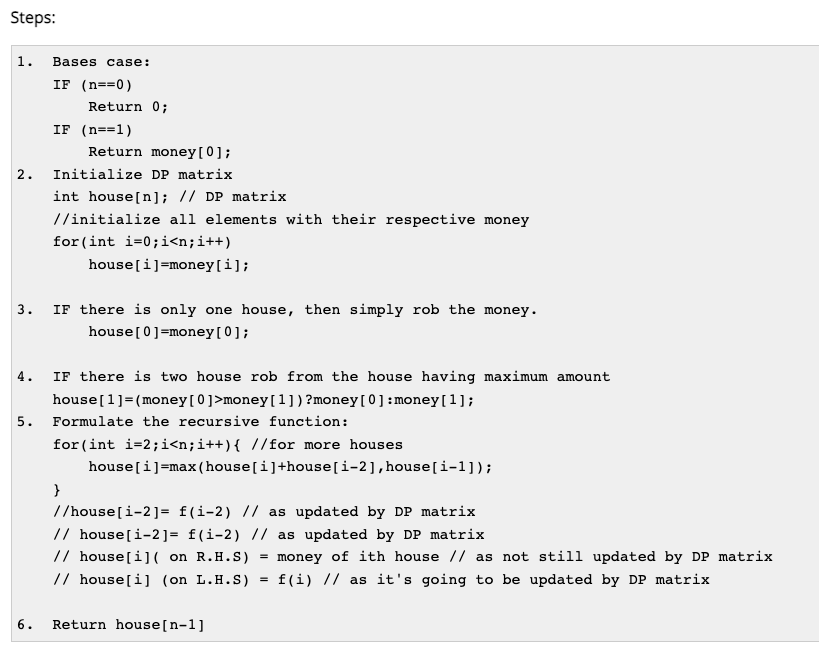 Steps:
1. Bases case:
IF (n==0)
Return 0;
IF (n==1)
Return money[0];
2. Initialize DP matrix
int house[n]; // DP matrix
//initialize all elements with their respective money
for(int i=0;i<n;i++)
house[i]=money[i];
3. IF there is only one house, then simply rob the money.
house[0]=money[0];
4. IF there is two house rob from the house having maximum amount
house[1]=(money[0]>money[1])?money[0]:money[1];
5. Formulate the recursive function:
for(int i=2;i<n;i++){ //for more houses
house[i]=max(house[i]+house[i-2],house[i-1]);
}
//house[i-2]= f(i-2) // as updated by DP matrix
// house[i-2]= f(i-2) // as updated by DP matrix
// house[i]( on R.H.S) = money of ith house // as not still updated by DP matrix
// house[i] (on L.H.S) = f(i) // as it's going to be updated by DP matrix
6. Return house[n-1]